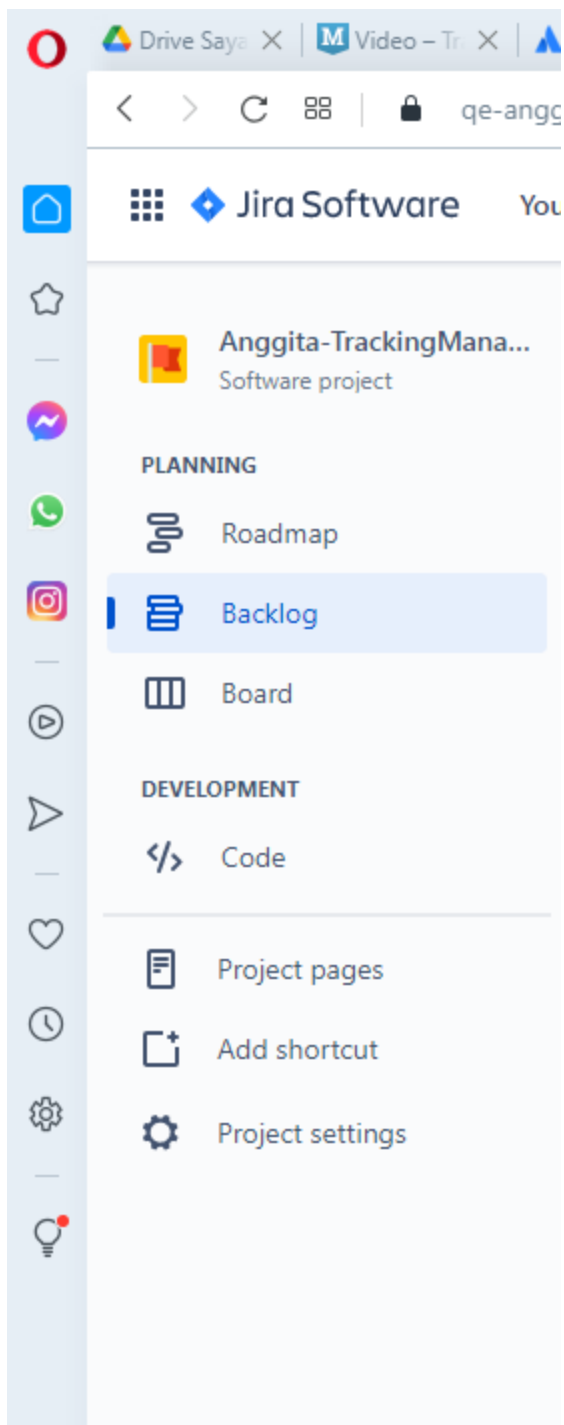 Drive Saya
Video – Tr
qe-angg
Jira Software You
Anggita-TrackingMana...
Software project
PLANNING
Roadmap
Backlog
Board
DEVELOPMENT
Code
Project pages
Add shortcut
Project settings